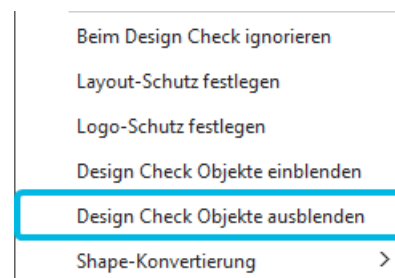 Beim Design Check ignorieren
Layout-Schutz festlegen
Logo-Schutz festlegen
Design Check Objekte einblenden
Design Check Objekte ausblenden
Shape-Konvertierung